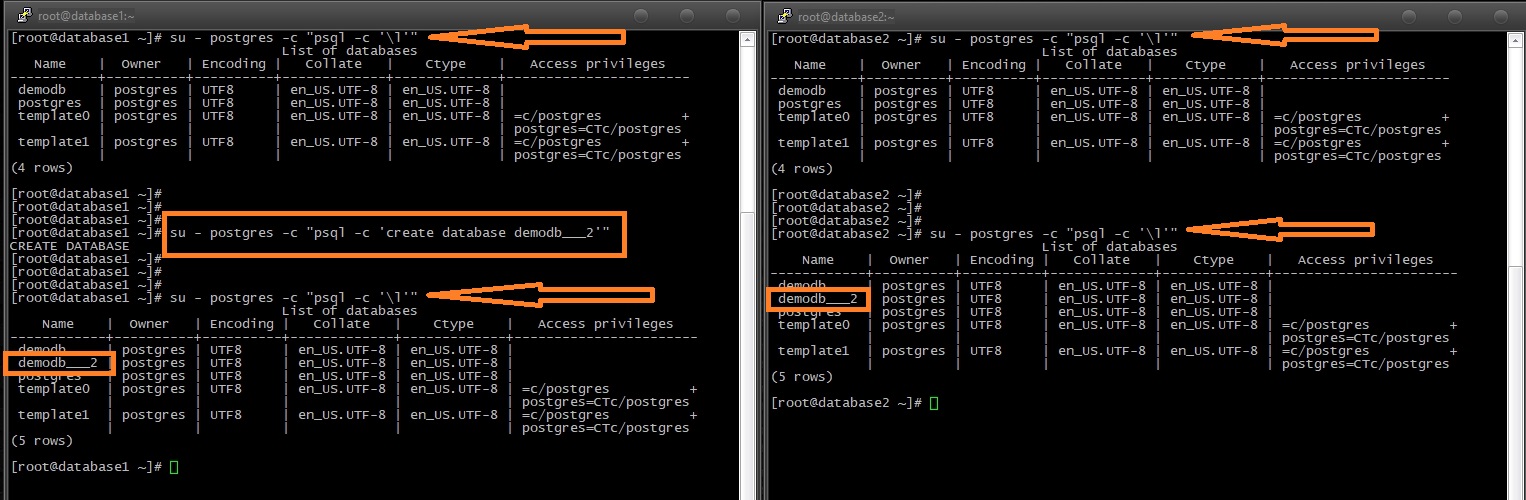 root@database1:~
[root@database1 ~]# su - postgres -c "psql -c '\l'"
List of databases
Name | Owner | Encoding | Collate | Ctype | Access privileges
-----------+----------+----------+-------------+-------------+-----------------------
demodb | postgres | UTF8 | en_US.UTF-8 | en_US.UTF-8 |
postgres | postgres | UTF8 | en_US.UTF-8 | en_US.UTF-8 |
template0 | postgres | UTF8 | en_US.UTF-8 | en_US.UTF-8 | =c/postgres +
| | | | | postgres=CTc/postgres
template1 | postgres | UTF8 | en_US.UTF-8 | en_US.UTF-8 | =c/postgres +
| | | | | postgres=CTc/postgres
(4 rows)
[root@database1 ~]#
[root@database1 ~]#
[root@database1 ~]#
[root@database1 ~]# su - postgres -c "psql -c 'create database demodb___2'"
CREATE DATABASE
[root@database1 ~]#
[root@database1 ~]#
[root@database1 ~]#
[root@database1 ~]# su - postgres -c "psql -c '\l'"
List of databases
Name | Owner | Encoding | Collate | Ctype | Access privileges
------------+----------+----------+-------------+-------------+-----------------------
demodb | postgres | UTF8 | en_US.UTF-8 | en_US.UTF-8 |
demodb___2 | postgres | UTF8 | en_US.UTF-8 | en_US.UTF-8 |
postgres | postgres | UTF8 | en_US.UTF-8 | en_US.UTF-8 |
template0 | postgres | UTF8 | en_US.UTF-8 | en_US.UTF-8 | =c/postgres +
| | | | | postgres=CTc/postgres
template1 | postgres | UTF8 | en_US.UTF-8 | en_US.UTF-8 | =c/postgres +
| | | | | postgres=CTc/postgres
(5 rows)
[root@database1 ~]#
root@database2:~
[root@database2 ~]# su - postgres -c "psql -c '\l'"
List of databases
Name | Owner | Encoding | Collate | Ctype | Access privileges
-----------+----------+----------+-------------+-------------+-----------------------
demodb | postgres | UTF8 | en_US.UTF-8 | en_US.UTF-8 |
postgres | postgres | UTF8 | en_US.UTF-8 | en_US.UTF-8 |
template0 | postgres | UTF8 | en_US.UTF-8 | en_US.UTF-8 | =c/postgres +
| | | | | postgres=CTc/postgres
template1 | postgres | UTF8 | en_US.UTF-8 | en_US.UTF-8 | =c/postgres +
| | | | | postgres=CTc/postgres
(4 rows)
[root@database2 ~]#
[root@database2 ~]#
[root@database2 ~]#
[root@database2 ~]# su - postgres -c "psql -c '\l'"
List of databases
Name | Owner | Encoding | Collate | Ctype | Access privileges
------------+----------+----------+-------------+-------------+-----------------------
demodb | postgres | UTF8 | en_US.UTF-8 | en_US.UTF-8 |
demodb___2 | postgres | UTF8 | en_US.UTF-8 | en_US.UTF-8 |
postgres | postgres | UTF8 | en_US.UTF-8 | en_US.UTF-8 |
template0 | postgres | UTF8 | en_US.UTF-8 | en_US.UTF-8 | =c/postgres +
| | | | | postgres=CTc/postgres
template1 | postgres | UTF8 | en_US.UTF-8 | en_US.UTF-8 | =c/postgres +
| | | | | postgres=CTc/postgres
(5 rows)
[root@database2 ~]#